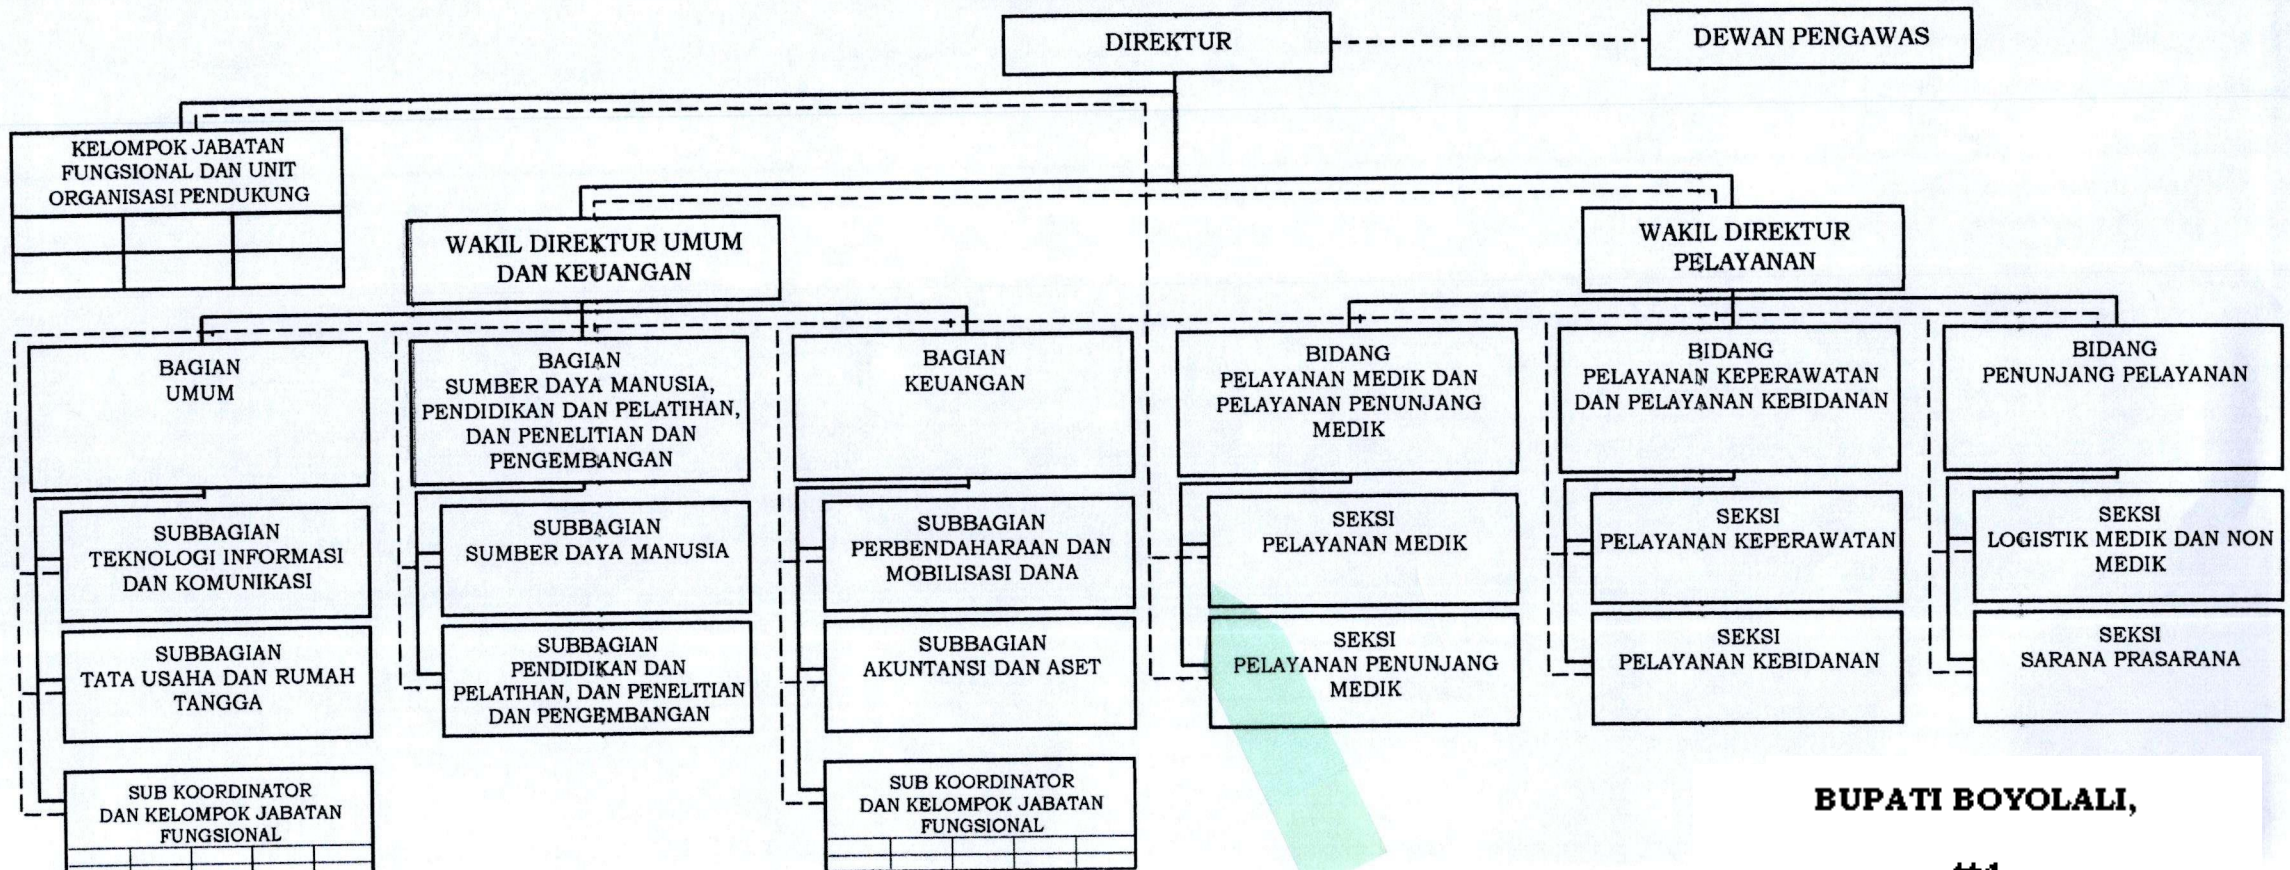 DIREKTUR
DEWAN PENGAWAS
KELOMPOK JABATAN
FUNGSIONAL DAN UNIT
ORGANISASI PENDUKUNG
WAKIL DIREKTUR UMUM
DAN KEUANGAN
WAKIL DIREKTUR
PELAYANAN
BAGIAN
UMUM
BAGIAN
SUMBER DAYA MANUSIA,
PENDIDIKAN DAN PELATIHAN,
DAN PENELITIAN DAN
PENGEMBANGAN
BAGIAN
KEUANGAN
BIDANG
PELAYANAN MEDIK DAN
PELAYANAN PENUNJANG
MEDIK
BIDANG
PELAYANAN KEPERAWATAN
DAN PELAYANAN KEBIDANAN
BIDANG
PENUNJANG PELAYANAN
SUBBAGIAN
TEKNOLOGI INFORMASI
DAN KOMUNIKASI
SUBBAGIAN
SUMBER DAYA MANUSIA
SUBBAGIAN
PERBENDAHARAAN DAN
MOBILISASI DANA
SEKSI
PELAYANAN MEDIK
SEKSI
PELAYANAN KEPERAWATAN
SEKSI
LOGISTIK MEDIK DAN NON
MEDIK
SUBBAGIAN
TATA USAHA DAN RUMAH
TANGGA
SUBBAGIAN
PENDIDIKAN DAN
PELATIHAN, DAN PENELITIAN
DAN PENGEMBANGAN
SUBBAGIAN
AKUNTANSI DAN ASET
SEKSI
PELAYANAN PENUNJANG
MEDIK
SEKSI
PELAYANAN KEBIDANAN
SEKSI
SARANA PRASARANA
SUB KOORDINATOR
DAN KELOMPOK JABATAN
FUNGSIONAL
SUB KOORDINATOR
DAN KELOMPOK JABATAN
FUNGSIONAL
BUPATI BOYOLALI,